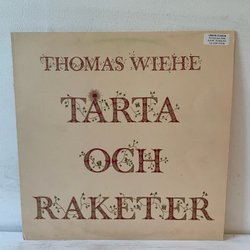 THOMAS WIEHE
TÅRTA
OCH
RAKETER